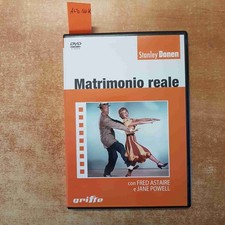 DVD
Stanley Donen
Matrimonio reale
con FRED ASTAIRE
e JANE POWELL
griffe